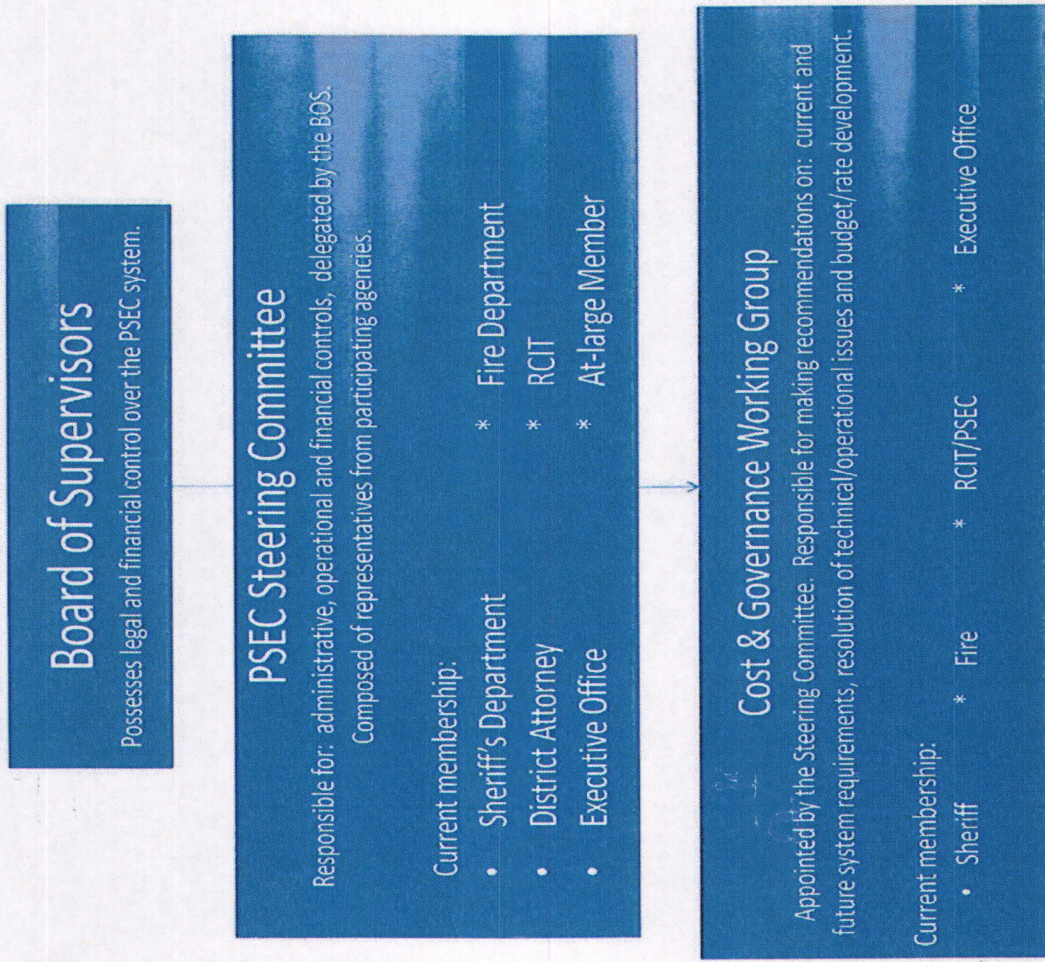 Board of Supervisors
Possesses legal and financial control over the PSEC system.
PSEC Steering Committee
Responsible for: administrative, operational and financial controls, delegated by the BOS.
Composed of representatives from participating agencies.
Current membership:
• Sheriff's Department * Fire Department
• District Attorney * RCIT
• Executive Office * At-large Member
Cost & Governance Working Group
Appointed by the Steering Committee. Responsible for making recommendations on: current and
future system requirements, resolution of technical/operational issues and budget/rate development.
Current membership:
• Sheriff * Fire * RCIT/PSEC * Executive Office